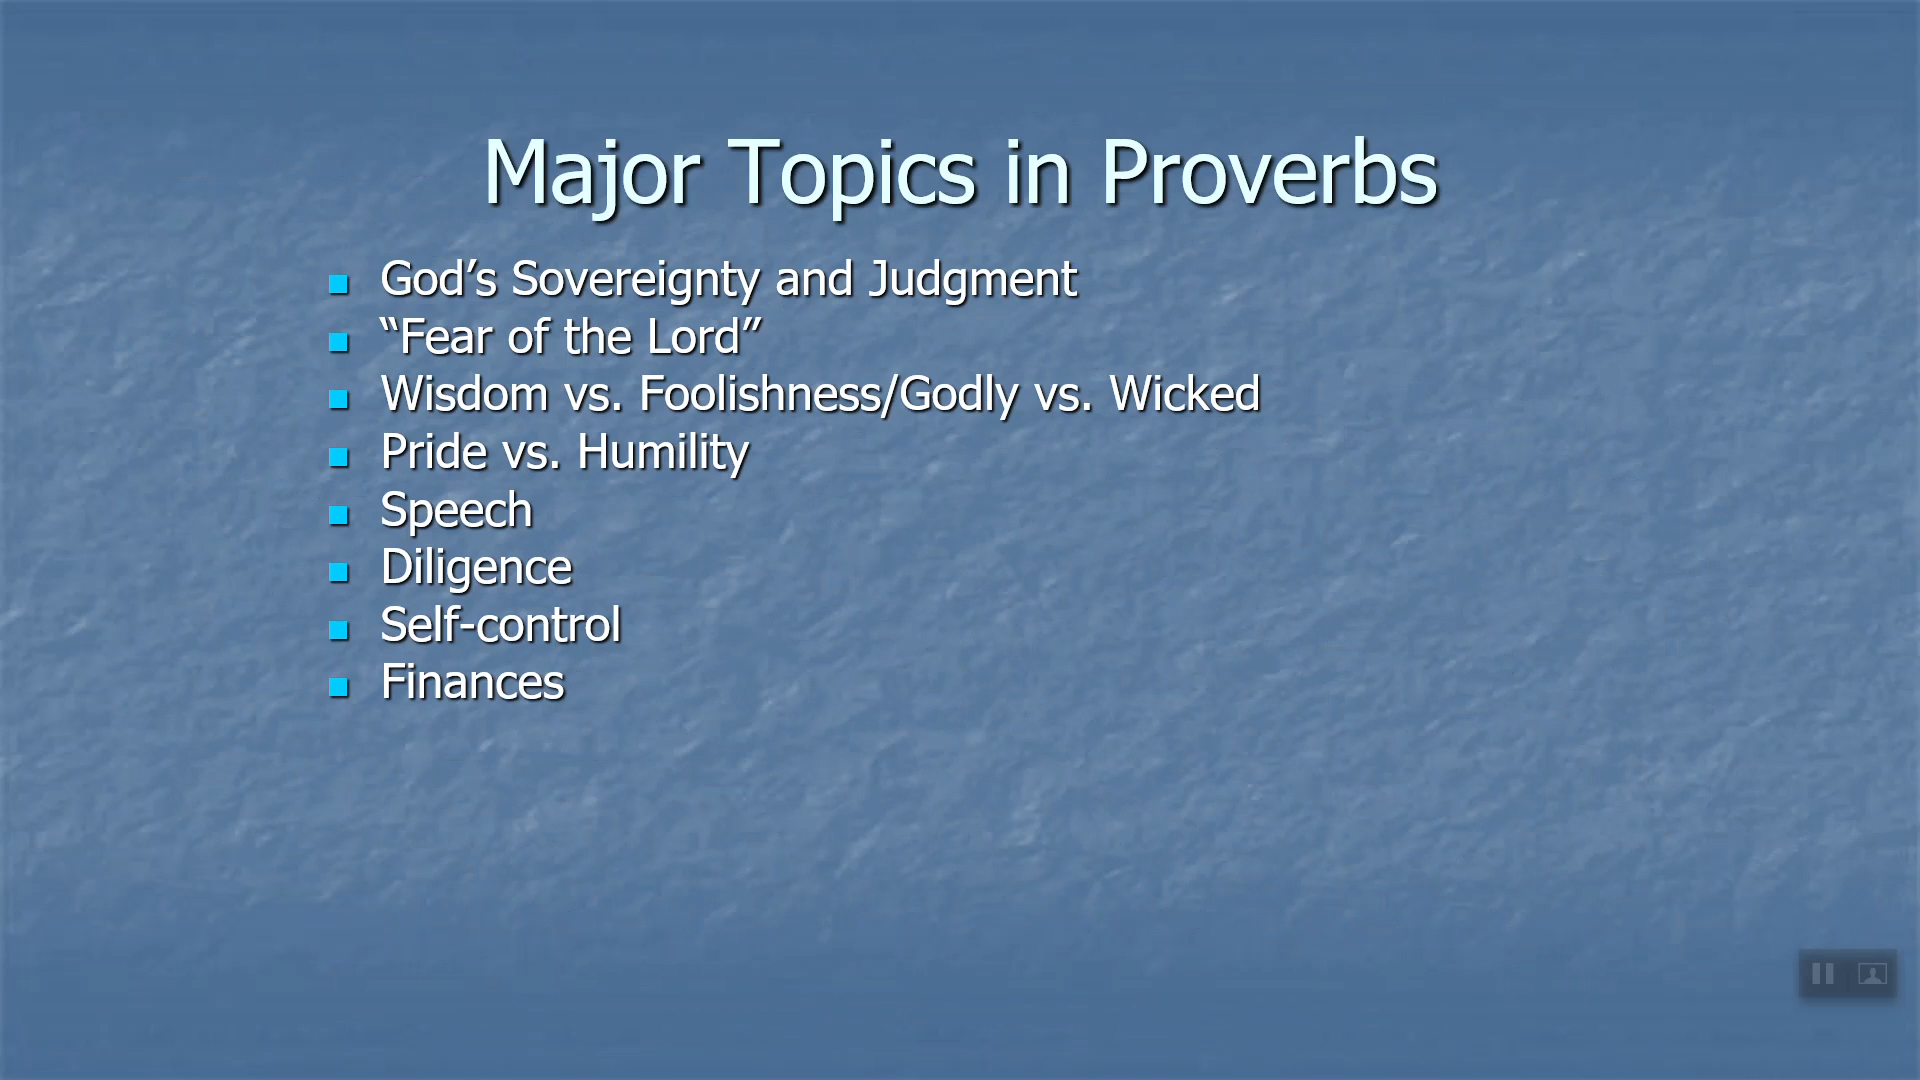 Major Topics in Proverbs
God’s Sovereignty and Judgment
“Fear of the Lord”
Wisdom vs. Foolishness/Godly vs. Wicked
Pride vs. Humility
Speech
Diligence
Self-control
Finances